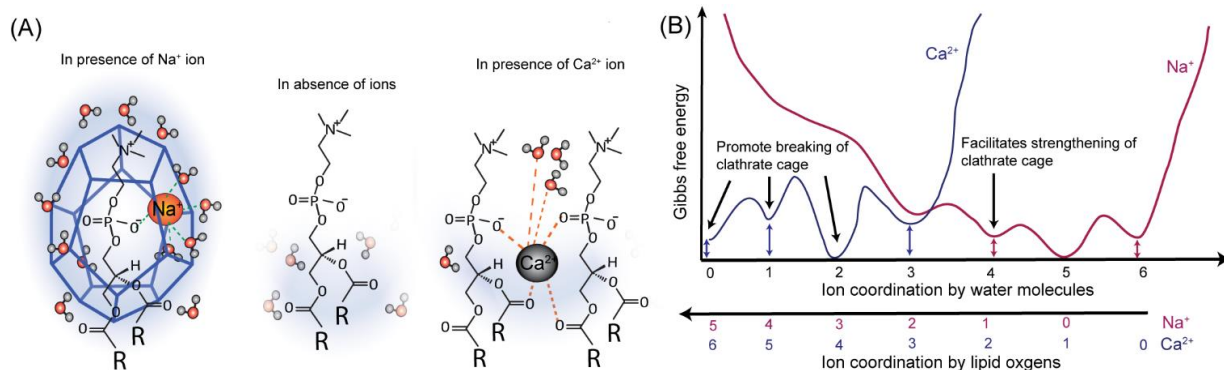 (A)
In presence of Na⁺ ion
In absence of ions
In presence of Ca²⁺ ion
N⁺
O=P-O⁻
O
O
H
O
O
R
O
R
Na⁺
N⁺
O=P-O⁻
O
O
H
O
O
R
O
R
N⁺
O=P-O⁻
O
O
H
O
O
R
O
R
Ca²⁺
N⁺
O=P-O⁻
O
O
H
O
O
R
O
R
(B)
Gibbs free energy
Ca²⁺
Na⁺
Promote breaking of
clathrate cage
Facilitates strengthening of
clathrate cage
0 1 2 3 4 5 6
Ion coordination by water molecules
5 4 3 2 1 0 Na⁺
6 5 4 3 2 1 0 Ca²⁺
Ion coordination by lipid oxgens